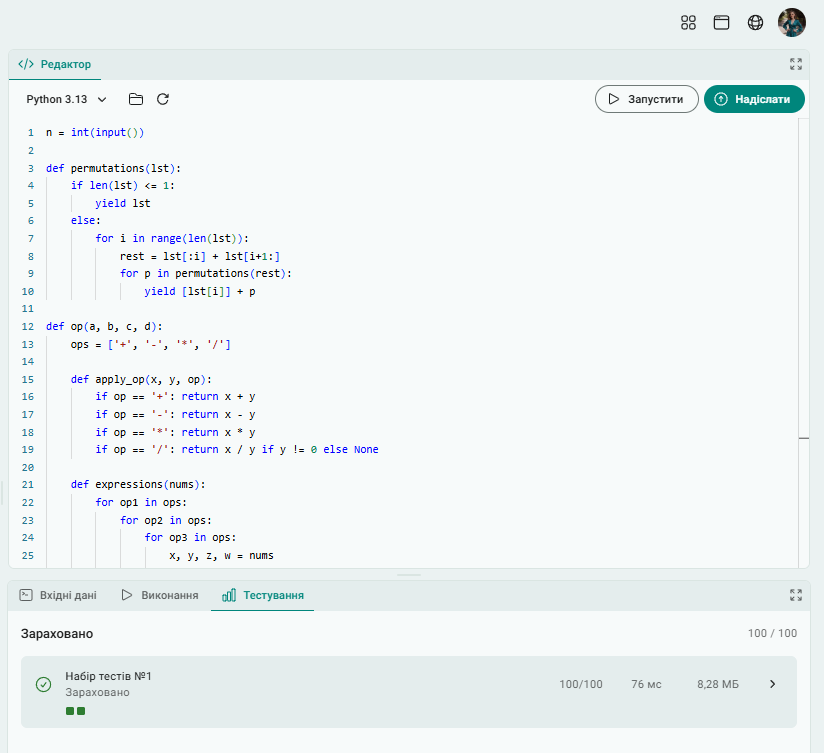 </> Редактор
Python 3.13
Запустити
Надіслати
1 n = int(input())
2
3 def permutations(lst):
4 if len(lst) <= 1:
5 yield lst
6 else:
7 for i in range(len(lst)):
8 rest = lst[:i] + lst[i+1:]
9 for p in permutations(rest):
10 yield [lst[i]] + p
11
12 def op(a, b, c, d):
13 ops = ['+', '-', '*', '/']
14
15 def apply_op(x, y, op):
16 if op == '+': return x + y
17 if op == '-': return x - y
18 if op == '*': return x * y
19 if op == '/': return x / y if y != 0 else None
20
21 def expressions(nums):
22 for op1 in ops:
23 for op2 in ops:
24 for op3 in ops:
25 x, y, z, w = nums
Вхідні дані
Виконання
Тестування
Зараховано
100 / 100
Набір тестів №1
Зараховано
100/100
76 мс
8,28 МБ